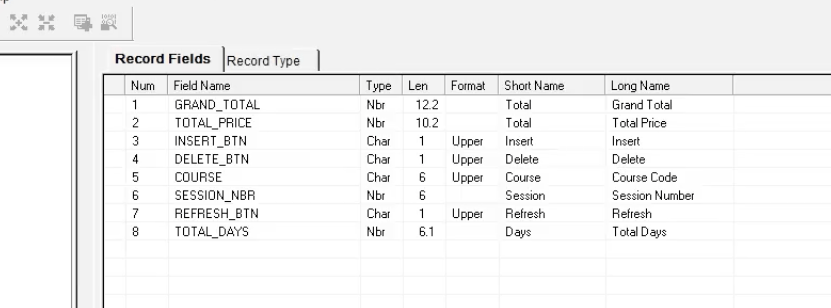 Record Fields Record Type
Num Field Name Type Len Format Short Name Long Name
1 GRAND_TOTAL Nbr 12.2 Total Grand Total
2 TOTAL_PRICE Nbr 10.2 Total Total Price
3 INSERT_BTN Char 1 Upper Insert Insert
4 DELETE_BTN Char 1 Upper Delete Delete
5 COURSE Char 6 Upper Course Course Code
6 SESSION_NBR Nbr 6 Session Session Number
7 REFRESH_BTN Char 1 Upper Refresh Refresh
8 TOTAL_DAYS Nbr 6.1 Days Total Days